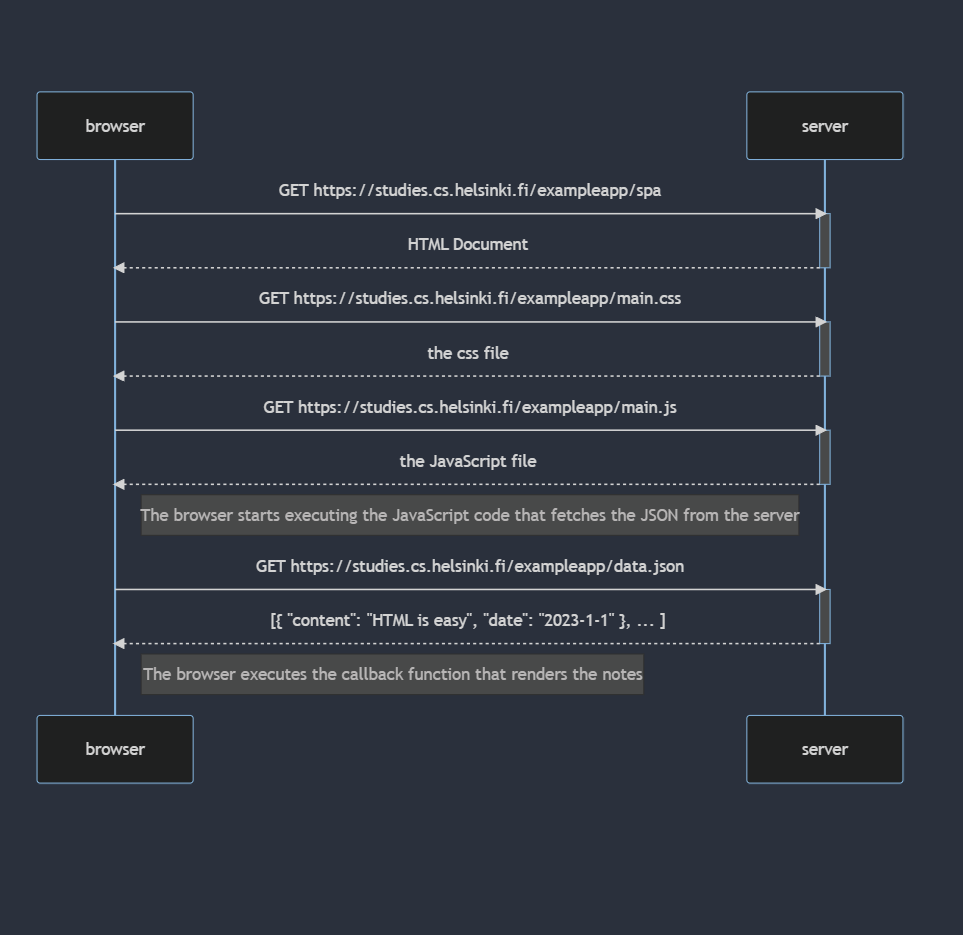 browser
server
GET https://studies.cs.helsinki.fi/exampleapp/spa
HTML Document
GET https://studies.cs.helsinki.fi/exampleapp/main.css
the css file
GET https://studies.cs.helsinki.fi/exampleapp/main.js
the JavaScript file
The browser starts executing the JavaScript code that fetches the JSON from the server
GET https://studies.cs.helsinki.fi/exampleapp/data.json
[{ "content": "HTML is easy", "date": "2023-1-1" }, ... ]
The browser executes the callback function that renders the notes
browser
server